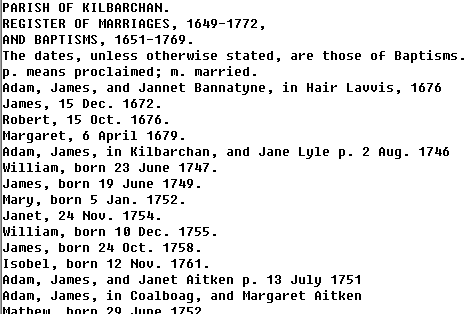 PARISH OF KILBARCHAN.
REGISTER OF MARRIAGES, 1649-1772,
AND BAPTISMS, 1651-1769.
The dates, unless otherwise stated, are those of Baptisms.
p. means proclaimed; m. married.
Adam, James, and Jannet Bannatyne, in Hair Lavvis, 1676
James, 15 Dec. 1672.
Robert, 15 Oct. 1676.
Margaret, 6 April 1679.
Adam, James, in Kilbarchan, and Jane Lyle p. 2 Aug. 1746
William, born 23 June 1747.
James, born 19 June 1749.
Mary, born 5 Jan. 1752.
Janet, 24 Nov. 1754.
William, born 10 Dec. 1755.
James, born 24 Oct. 1758.
Isobel, born 12 Nov. 1761.
Adam, James, and Janet Aitken p. 13 July 1751
Adam, James, in Coalboag, and Margaret Aitken
Mathew, born 29 June 1752